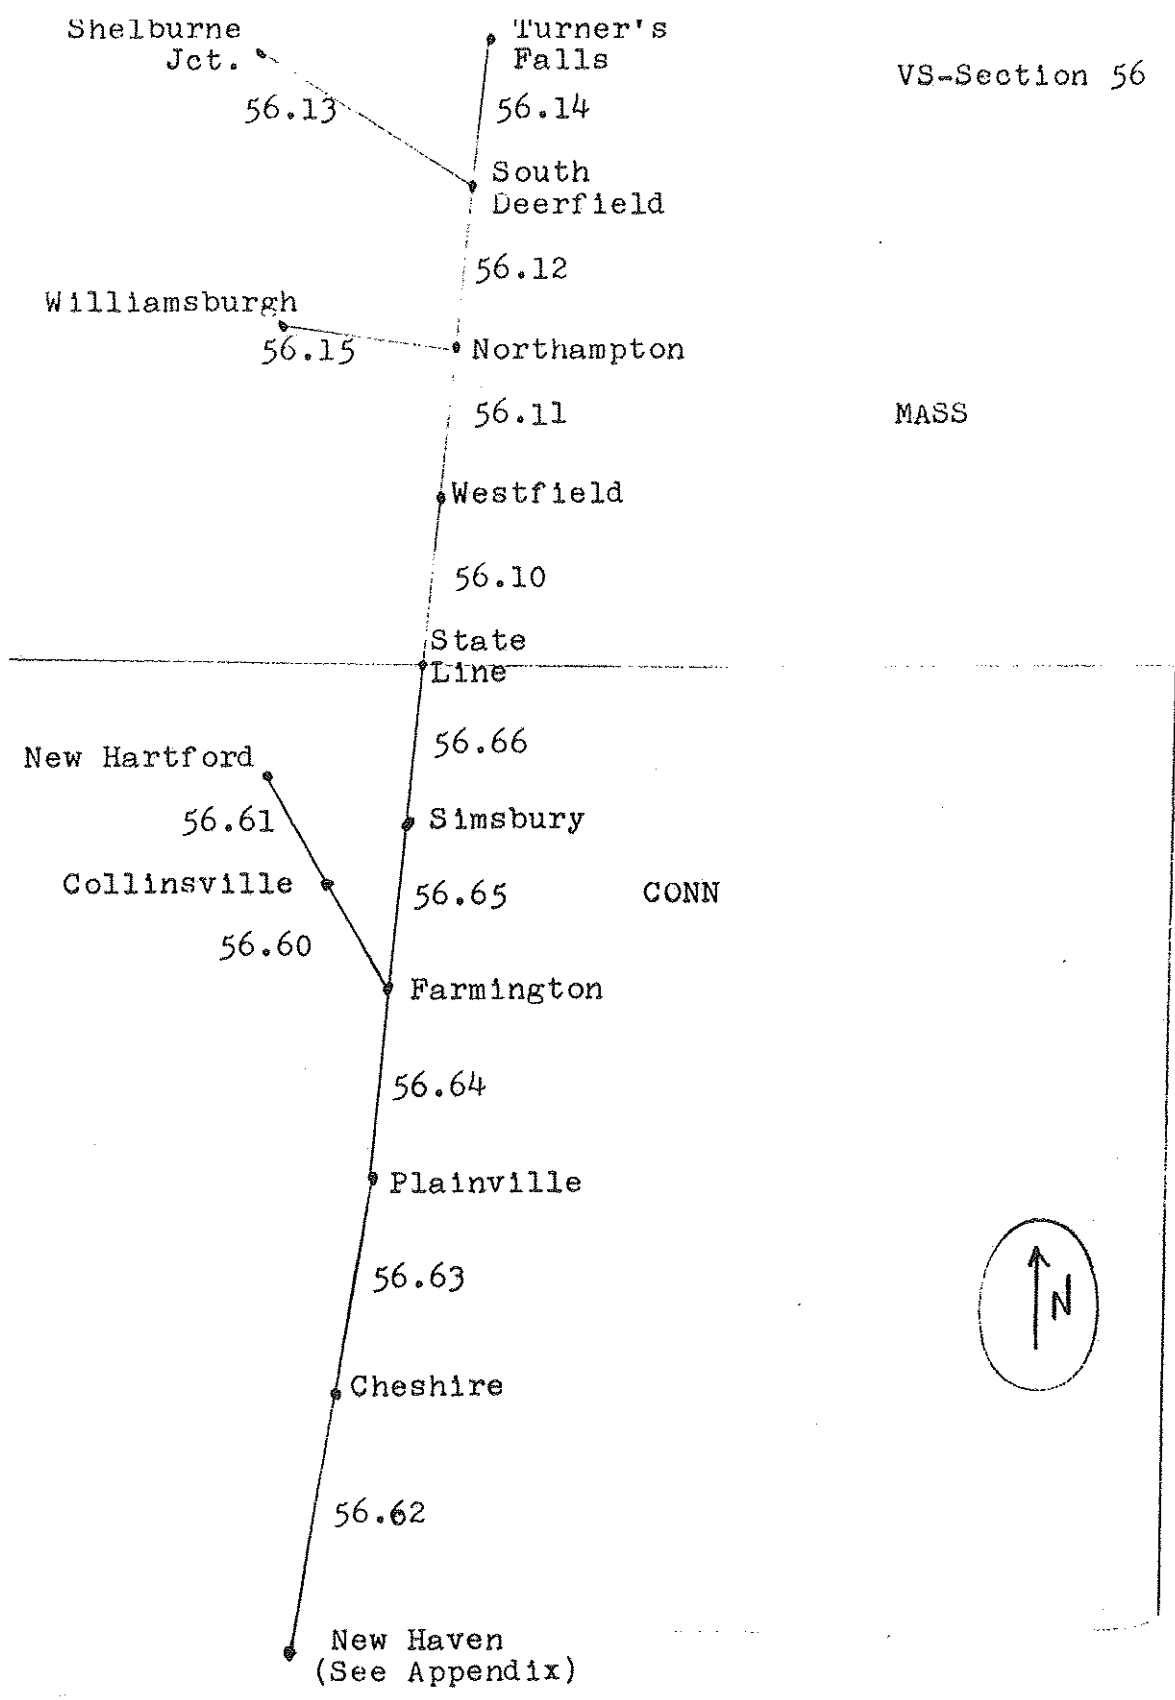 Shelburne
Jct.
Turner's
Falls
VS-Section 56
56.13
56.14
South
Deerfield
56.12
Williamsburgh
56.15
Northampton
56.11
MASS
Westfield
56.10
State
Line
56.66
New Hartford
56.61
Simsbury
Collinsville
56.65
CONN
56.60
Farmington
56.64
Plainville
56.63
N
Cheshire
56.62
New Haven
(See Appendix)